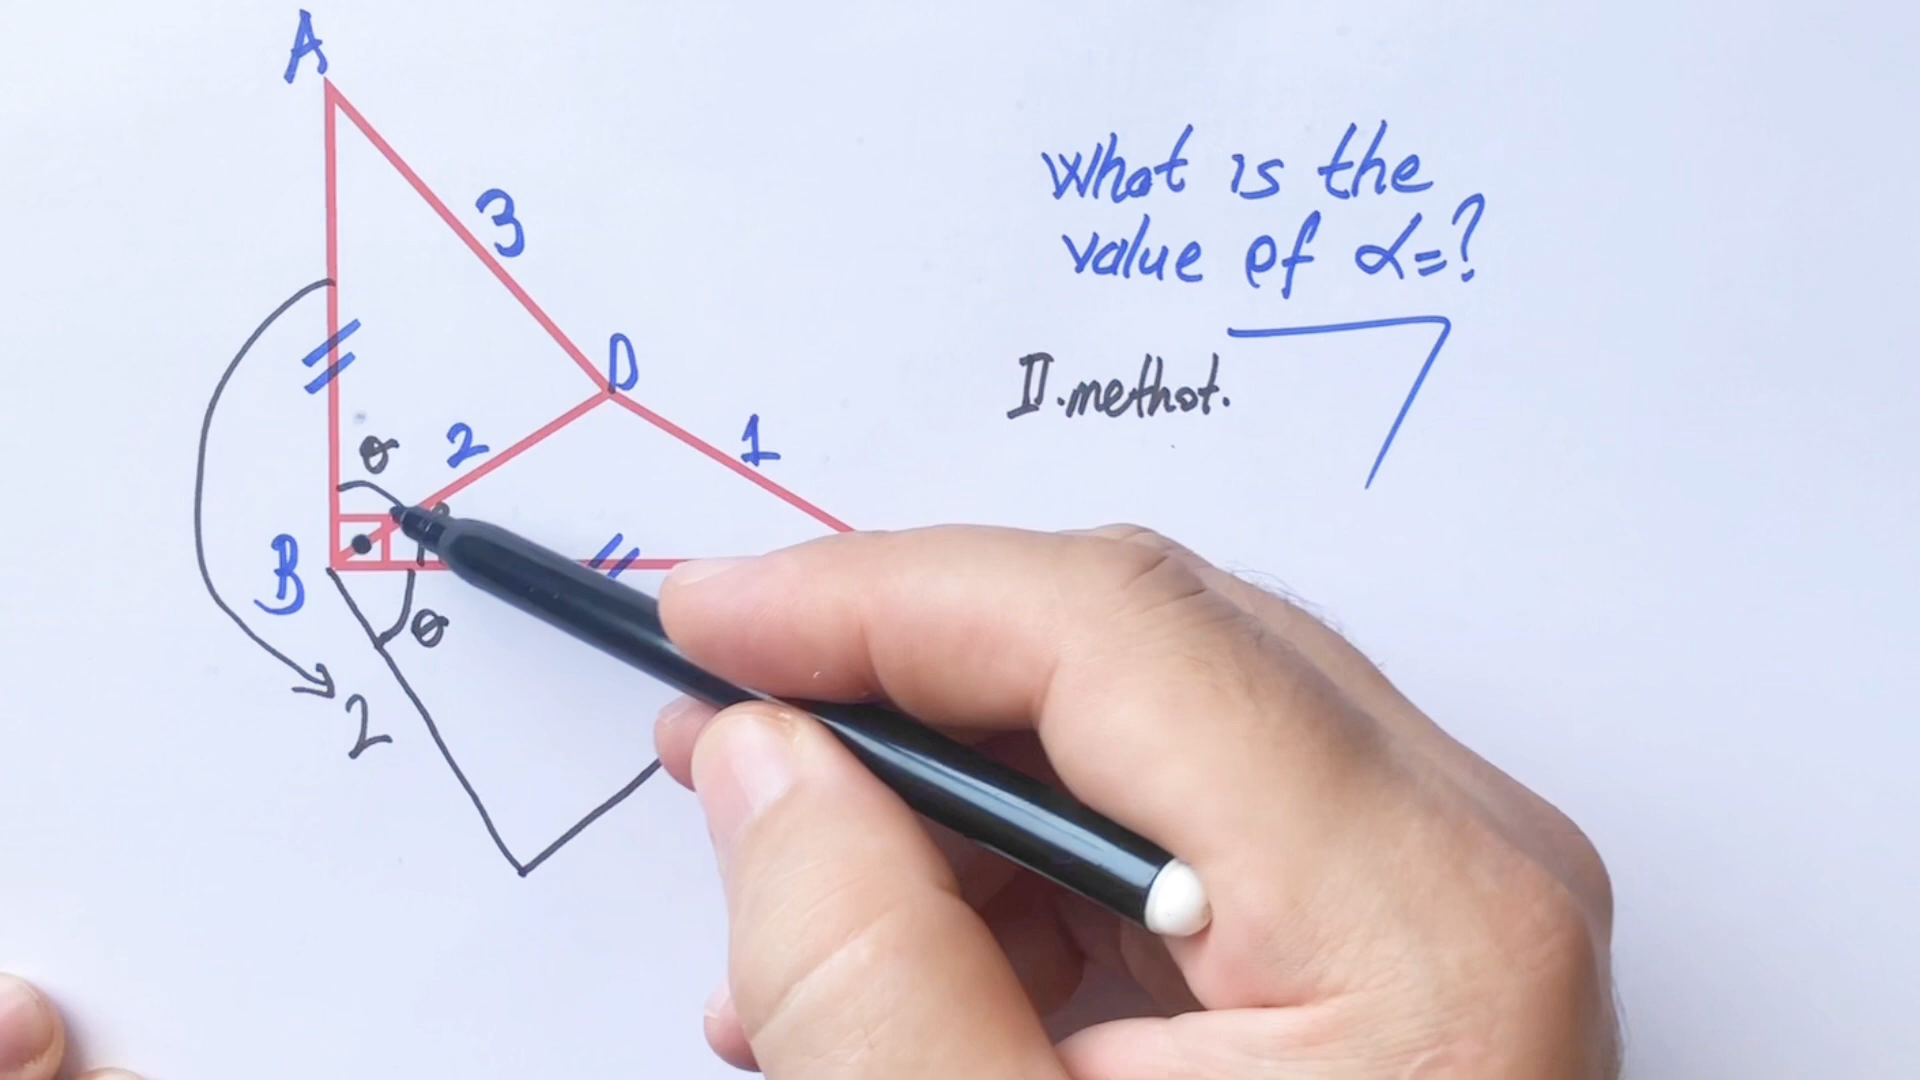 A
What is the
value of α=?
3
D
II.methot.
1
2
θ
B
θ
2